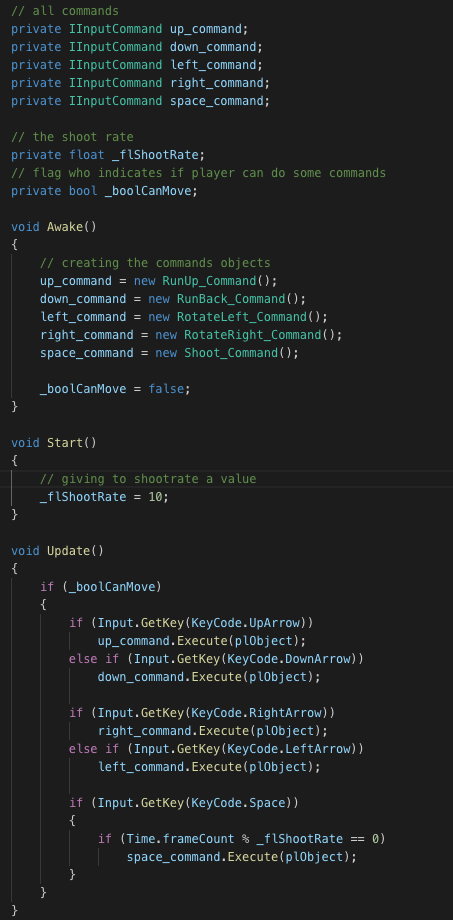 // all commands
private IInputCommand up_command;
private IInputCommand down_command;
private IInputCommand left_command;
private IInputCommand right_command;
private IInputCommand space_command;

// the shoot rate
private float _flShootRate;
// flag who indicates if player can do some commands
private bool _boolCanMove;

void Awake()
{
    // creating the commands objects
    up_command = new RunUp_Command();
    down_command = new RunBack_Command();
    left_command = new RotateLeft_Command();
    right_command = new RotateRight_Command();
    space_command = new Shoot_Command();

    _boolCanMove = false;
}

void Start()
{
    // giving to shootrate a value
    _flShootRate = 10;
}

void Update()
{
    if (_boolCanMove)
    {
        if (Input.GetKey(KeyCode.UpArrow))
            up_command.Execute(plObject);
        else if (Input.GetKey(KeyCode.DownArrow))
            down_command.Execute(plObject);

        if (Input.GetKey(KeyCode.RightArrow))
            right_command.Execute(plObject);
        else if (Input.GetKey(KeyCode.LeftArrow))
            left_command.Execute(plObject);

        if (Input.GetKey(KeyCode.Space))
        {
            if (Time.frameCount % _flShootRate == 0)
                space_command.Execute(plObject);
        }
    }
}